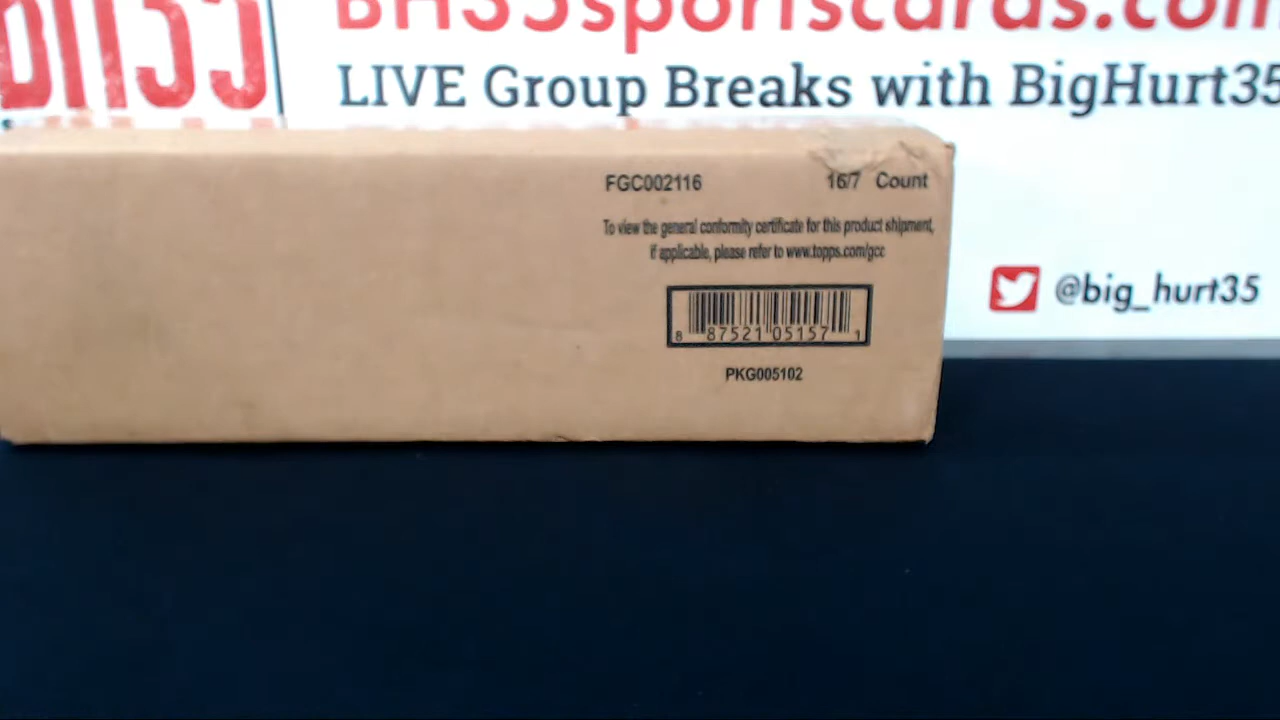 BH35
BH35sportscards.com
LIVE Group Breaks with BigHurt35
FGC002116 16/7 Count
To view the general conformity certificate for this product shipment,
if applicable, please refer to www.topps.com/gcc
8 87521 05157 1
PKG005102
@big_hurt35